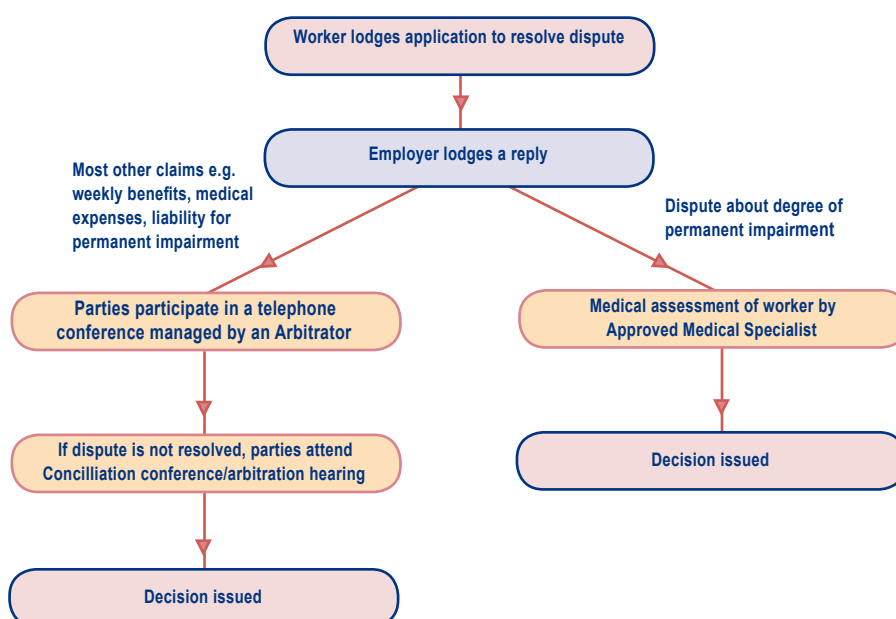 Worker lodges application to resolve dispute
Employer lodges a reply
Most other claims e.g.
weekly benefits, medical
expenses, liability for
permanent impairment
Dispute about degree of
permanent impairment
Parties participate in a telephone
conference managed by an Arbitrator
Medical assessment of worker by
Approved Medical Specialist
If dispute is not resolved, parties attend
Concilliation conference/arbitration hearing
Decision issued
Decision issued